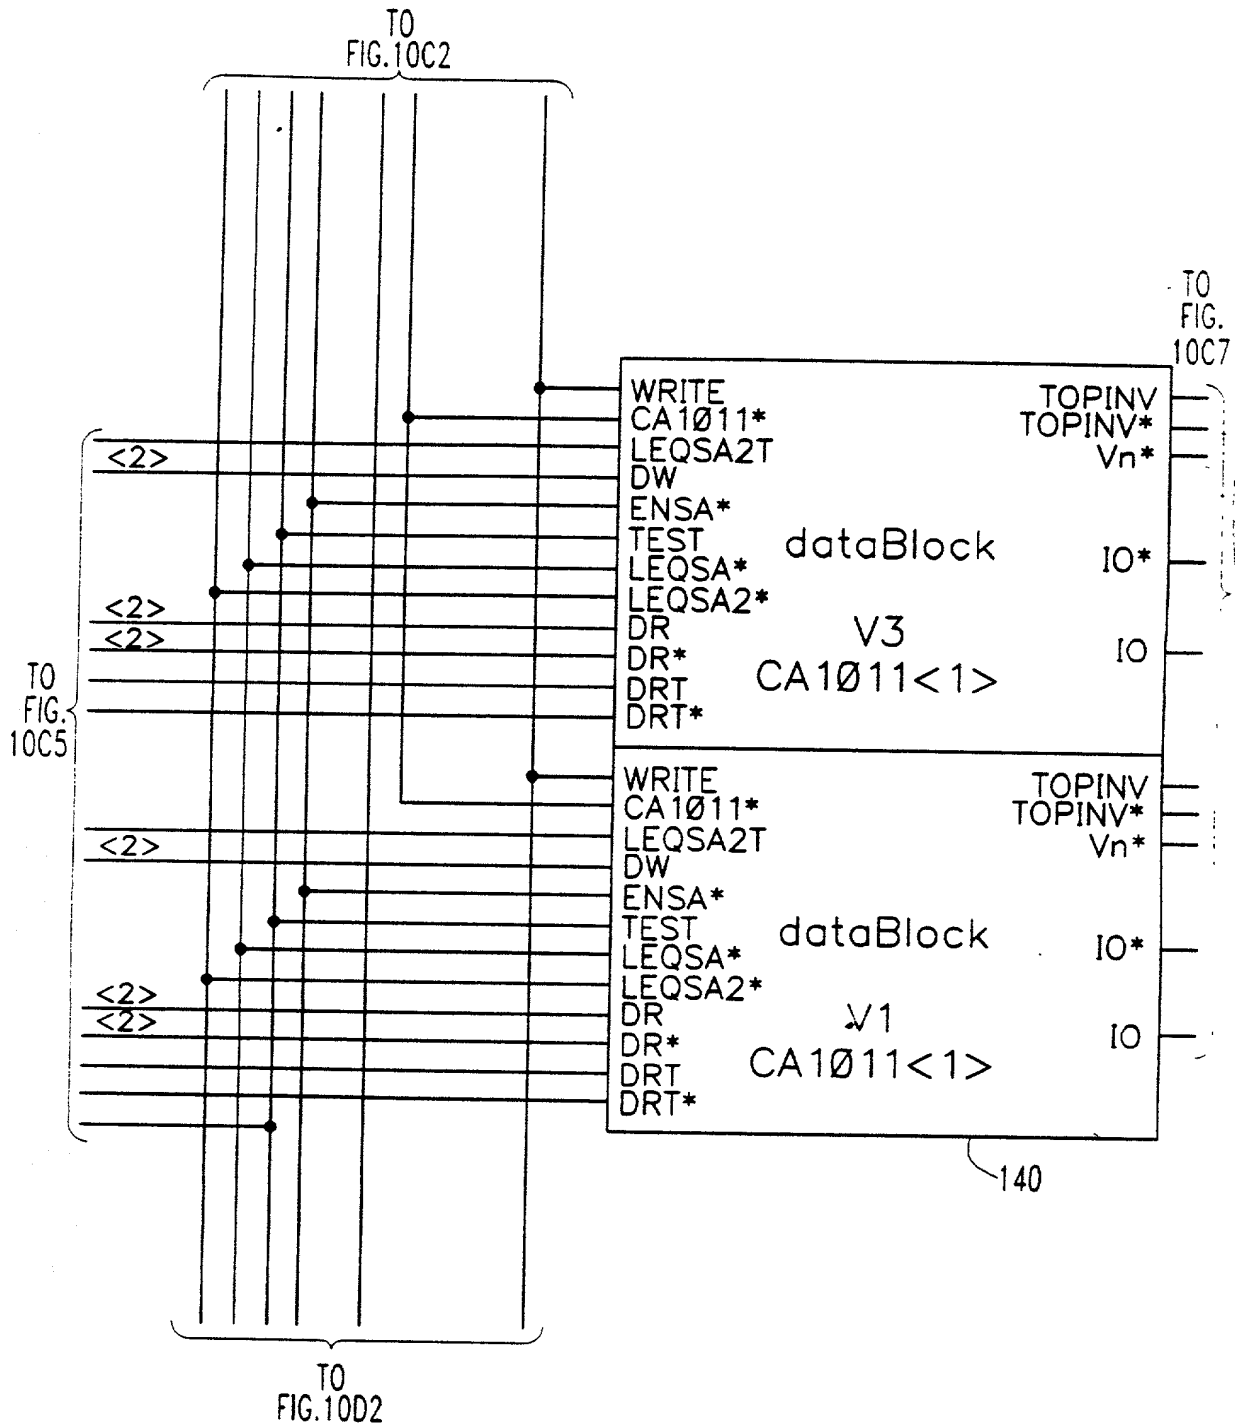 TO
FIG.10C2
TO
FIG.
10C7
WRITE
CA1Ø11*
LEQSA2T
<2>
DW
ENSA*
TEST
LEQSA*
LEQSA2*
<2>
DR
<2>
DR*
DRT
DRT*
dataBlock
V3
CA1Ø11<1>
TOPINV
TOPINV*
Vn*
IO*
IO
TO
FIG.
10C5
WRITE
CA1Ø11*
LEQSA2T
<2>
DW
ENSA*
TEST
LEQSA*
LEQSA2*
<2>
DR
<2>
DR*
DRT
DRT*
dataBlock
V1
CA1Ø11<1>
TOPINV
TOPINV*
Vn*
IO*
IO
140
TO
FIG.10D2